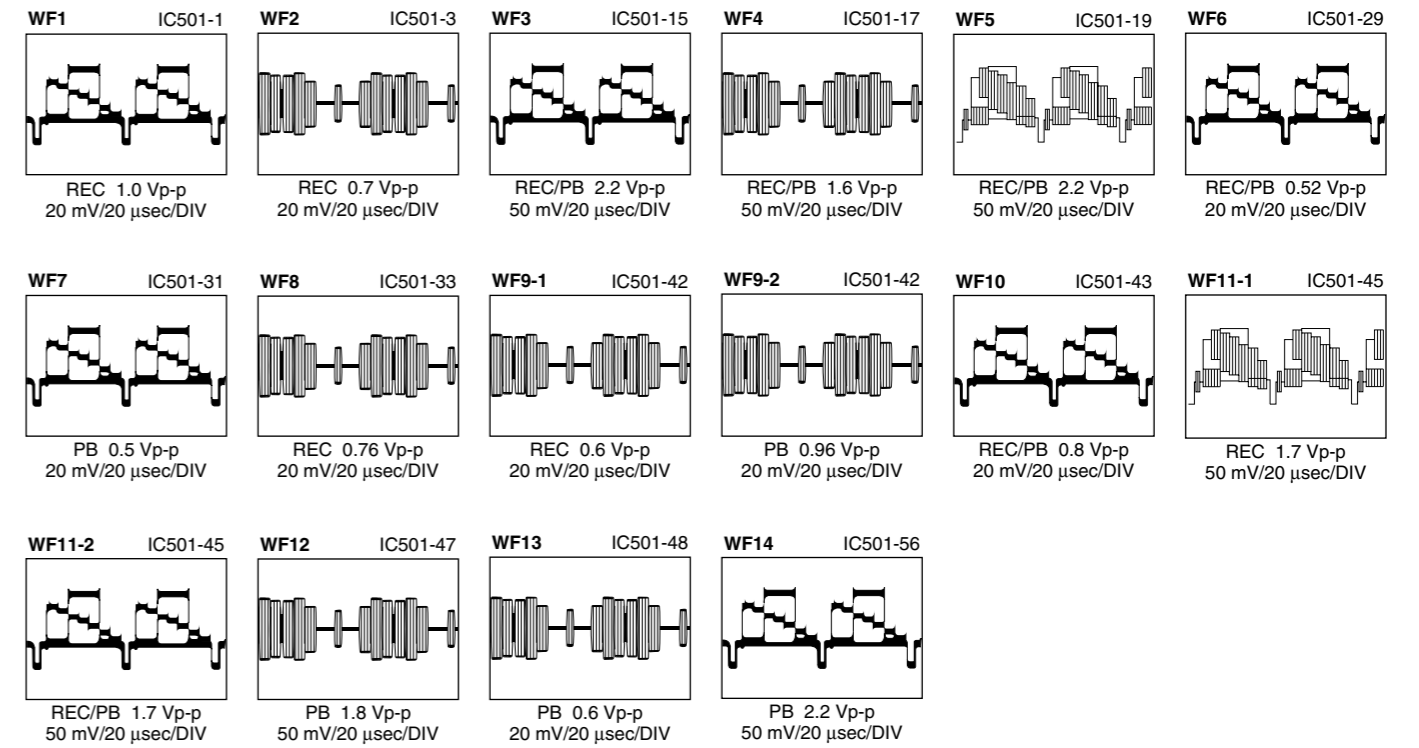 WF1 IC501-1
REC 1.0 Vp-p
20 mV/20 μsec/DIV
WF2 IC501-3
REC 0.7 Vp-p
20 mV/20 μsec/DIV
WF3 IC501-15
REC/PB 2.2 Vp-p
50 mV/20 μsec/DIV
WF4 IC501-17
REC/PB 1.6 Vp-p
50 mV/20 μsec/DIV
WF5 IC501-19
REC/PB 2.2 Vp-p
50 mV/20 μsec/DIV
WF6 IC501-29
REC/PB 0.52 Vp-p
20 mV/20 μsec/DIV
WF7 IC501-31
PB 0.5 Vp-p
20 mV/20 μsec/DIV
WF8 IC501-33
REC 0.76 Vp-p
20 mV/20 μsec/DIV
WF9-1 IC501-42
REC 0.6 Vp-p
20 mV/20 μsec/DIV
WF9-2 IC501-42
PB 0.96 Vp-p
20 mV/20 μsec/DIV
WF10 IC501-43
REC/PB 0.8 Vp-p
20 mV/20 μsec/DIV
WF11-1 IC501-45
REC 1.7 Vp-p
50 mV/20 μsec/DIV
WF11-2 IC501-45
REC/PB 1.7 Vp-p
50 mV/20 μsec/DIV
WF12 IC501-47
PB 1.8 Vp-p
50 mV/20 μsec/DIV
WF13 IC501-48
PB 0.6 Vp-p
20 mV/20 μsec/DIV
WF14 IC501-56
PB 2.2 Vp-p
50 mV/20 μsec/DIV